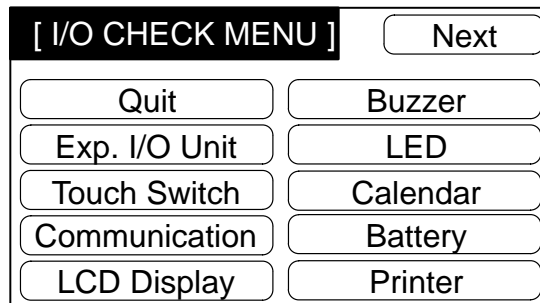 [ I/O CHECK MENU ] Next
Quit Buzzer
Exp. I/O Unit LED
Touch Switch Calendar
Communication Battery
LCD Display Printer